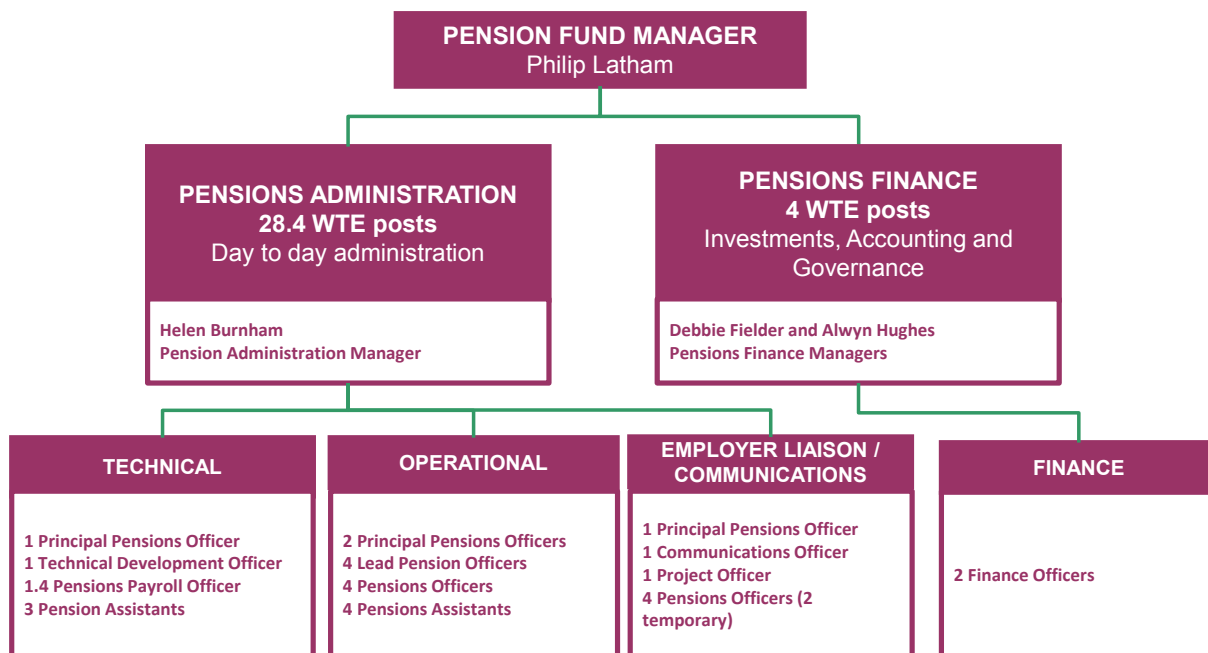 PENSION FUND MANAGER
Philip Latham
PENSIONS ADMINISTRATION
28.4 WTE posts
Day to day administration
Helen Burnham
Pension Administration Manager
PENSIONS FINANCE
4 WTE posts
Investments, Accounting and
Governance
Debbie Fielder and Alwyn Hughes
Pensions Finance Managers
TECHNICAL
1 Principal Pensions Officer
1 Technical Development Officer
1.4 Pensions Payroll Officer
3 Pension Assistants
OPERATIONAL
2 Principal Pensions Officers
4 Lead Pension Officers
4 Pensions Officers
4 Pensions Assistants
EMPLOYER LIAISON /
COMMUNICATIONS
1 Principal Pensions Officer
1 Communications Officer
1 Project Officer
4 Pensions Officers (2
temporary)
FINANCE
2 Finance Officers